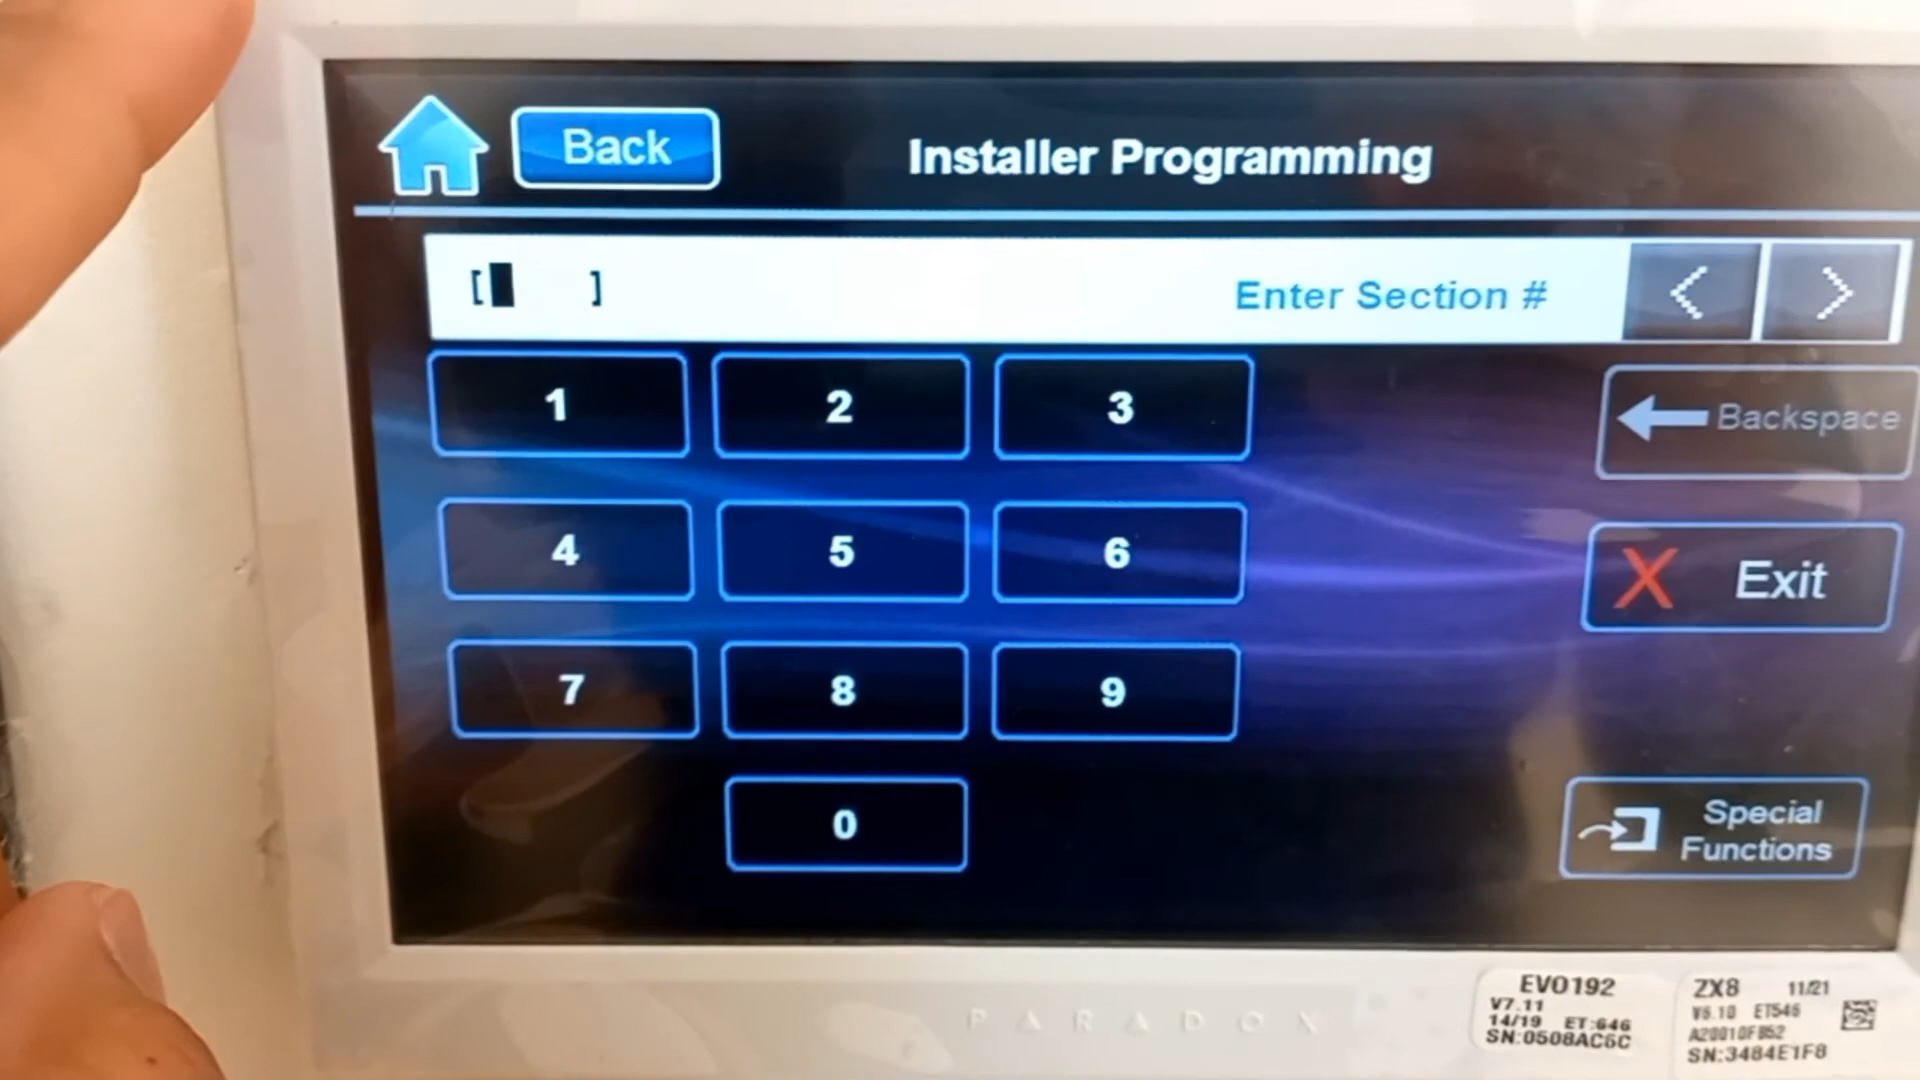 Back
Installer Programming
[ ]
Enter Section #
< >
1 2 3
Backspace
4 5 6
X Exit
7 8 9
0
Special
Functions
PARADOX
EVO192
V7.11
14/19 ET:646
SN:0508AC6C
ZX8 11/21
V6.10 ET546
A20010FB52
SN:3484E1F8